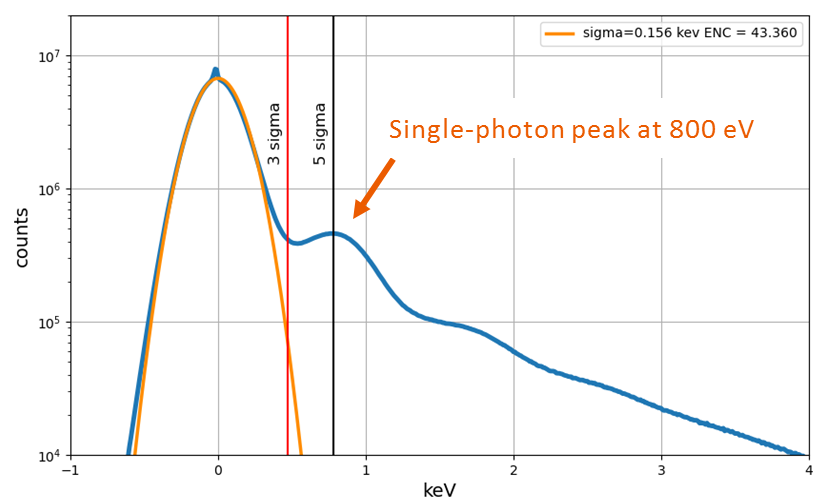 sigma=0.156 kev ENC = 43.360
Single-photon peak at 800 eV
3 sigma
5 sigma
counts
10⁷
10⁶
10⁵
10⁴
−1
0
1
2
3
4
keV